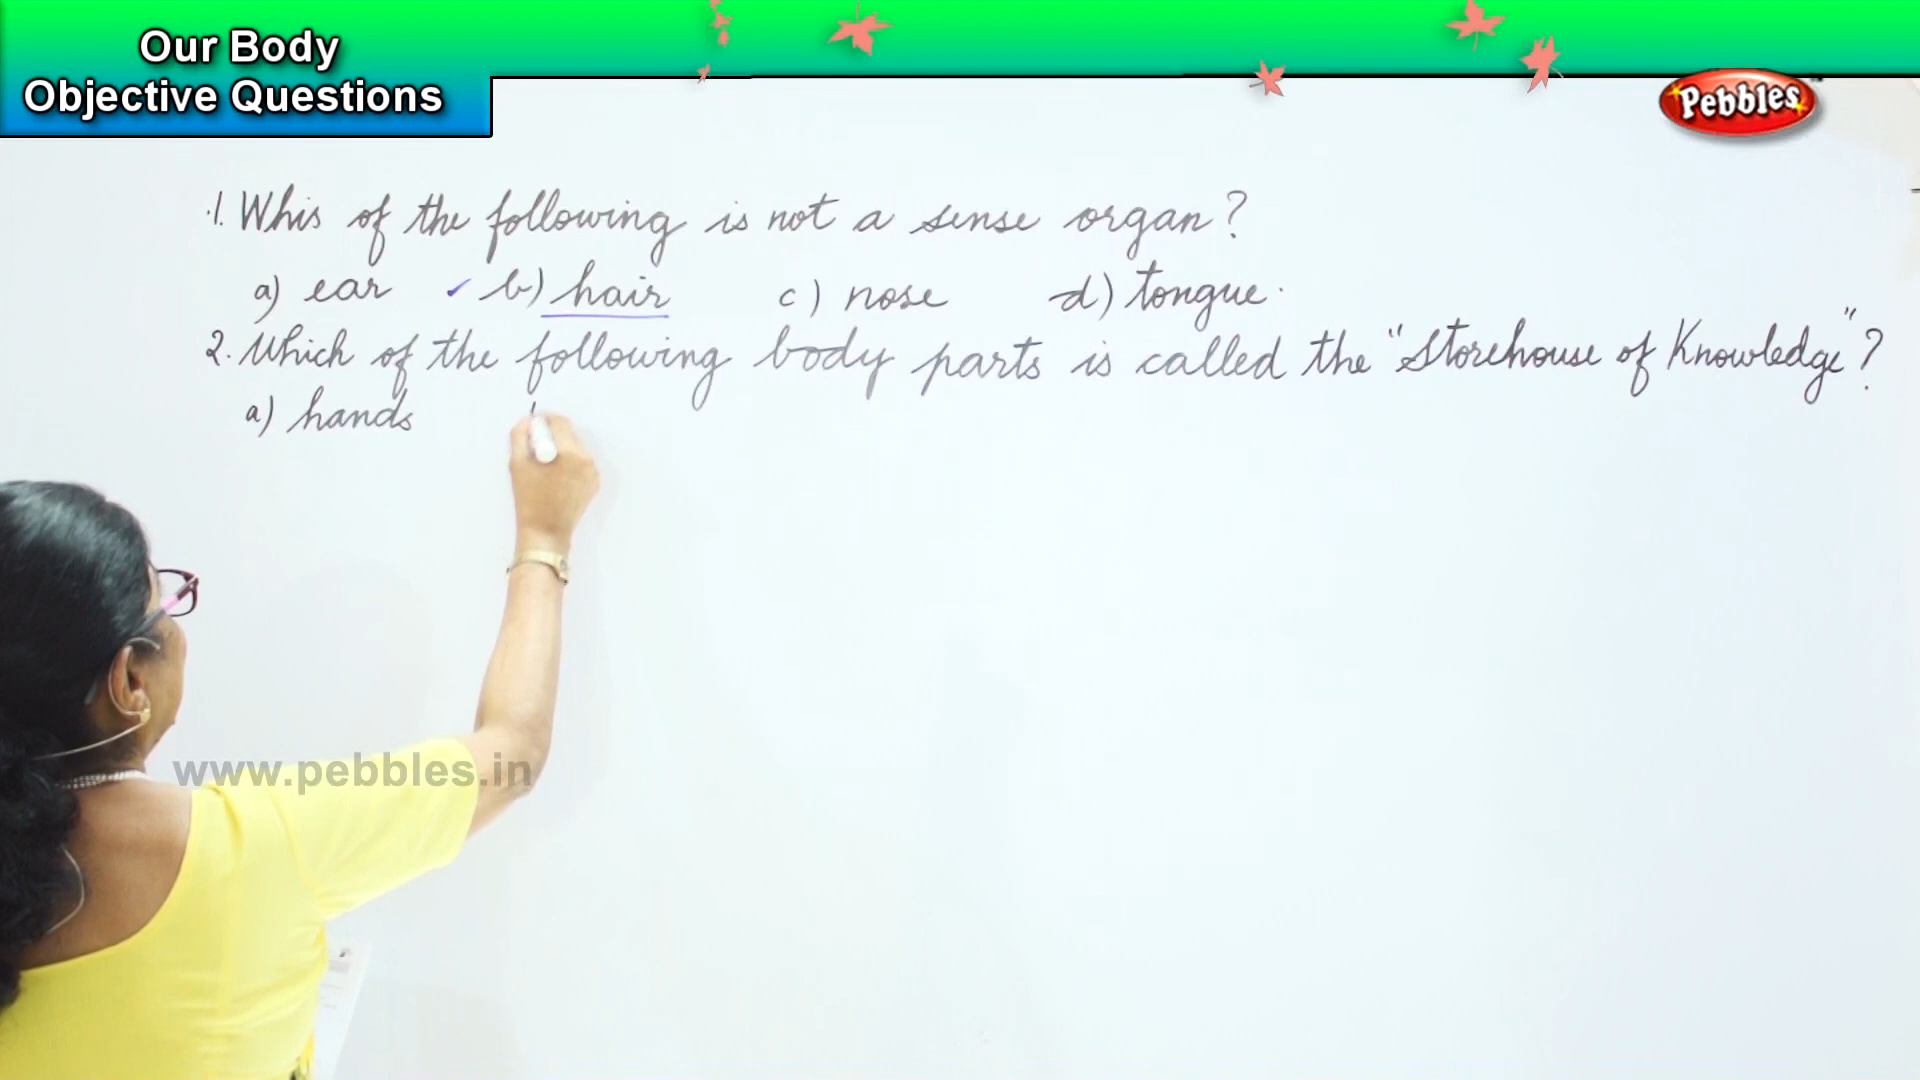 Our Body
Objective Questions
Pebbles
1. Whis of the following is not a sense organ?
a) ear ✓ b) hair c) nose d) tongue.
2. Which of the following body parts is called the "Storehouse of Knowledge"?
a) hands
www.pebbles.in